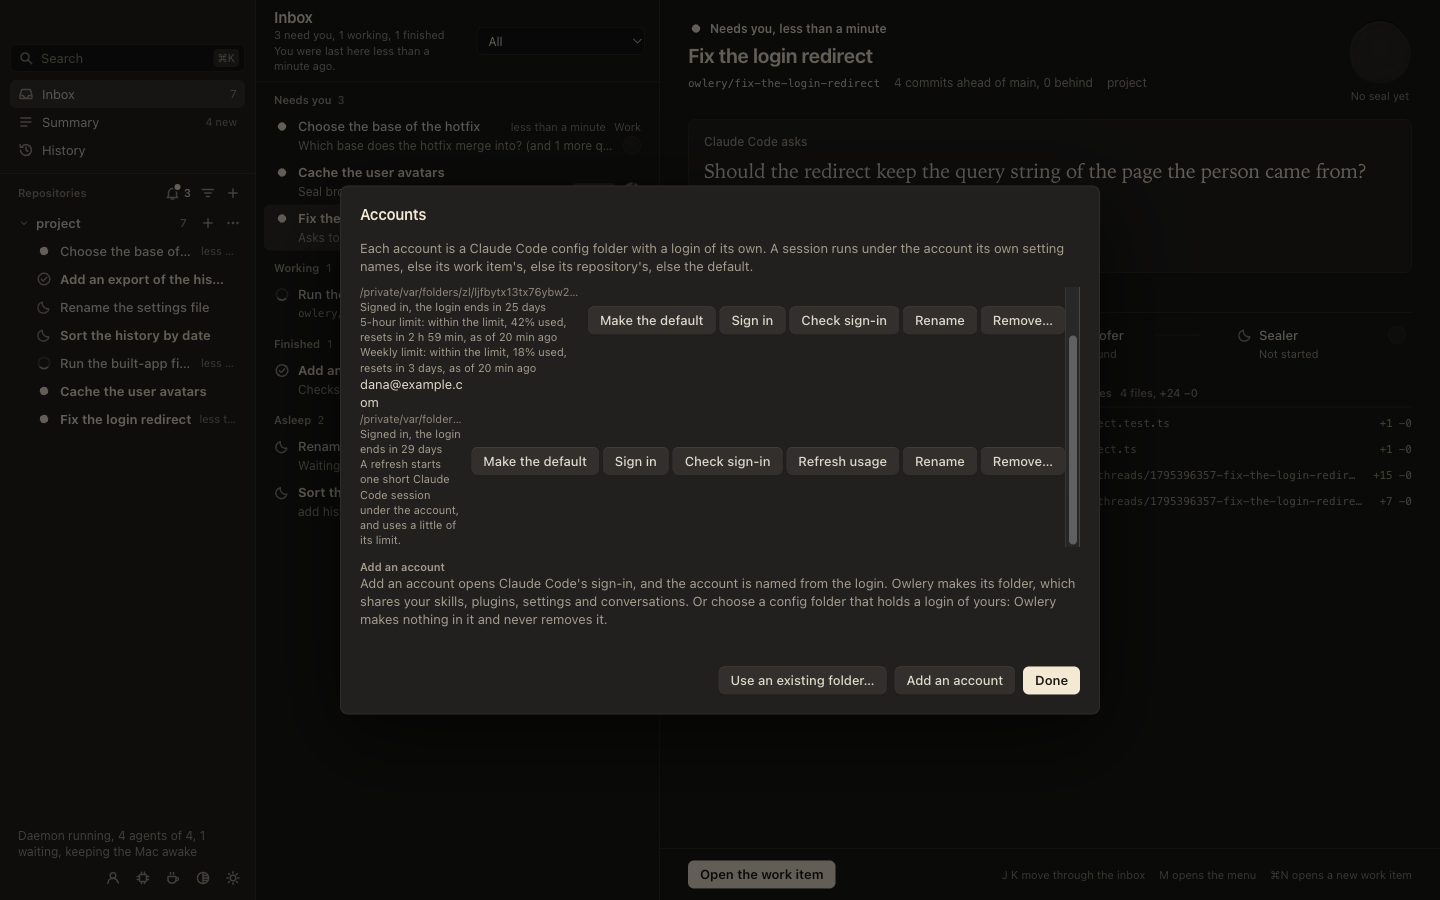 Search ⌘K
Inbox 7
Summary 4 new
History
Repositories 3
project 7
Choose the base of... less ...
Add an export of the his...
Rename the settings file
Sort the history by date
Run the built-app fi... less ...
Cache the user avatars
Fix the login redirect less t...
Daemon running, 4 agents of 4, 1
waiting, keeping the Mac awake
Inbox
3 need you, 1 working, 1 finished
You were last here less than a
minute ago.
All
Needs you 3
Choose the base of the hotfix less than a minute Work
Which base does the hotfix merge into? (and 1 more q...
Cache the user avatars
Seal br
Fix the
Asks to
Working 1
Run th
owlery/
Finished 1
Add an
Checks
Asleep 2
Renam
Waiting
Sort th
add his
Needs you, less than a minute
Fix the login redirect
owlery/fix-the-login-redirect 4 commits ahead of main, 0 behind project
No seal yet
Claude Code asks
Should the redirect keep the query string of the page the person came from?
ofer
und
Sealer
Not started
es 4 files, +24 −0
ect.test.ts +1 −0
ect.ts +1 −0
threads/1795396357-fix-the-login-redir… +15 −0
threads/1795396357-fix-the-login-redire… +7 −0
Open the work item
J K move through the inbox M opens the menu ⌘N opens a new work item
Accounts
Each account is a Claude Code config folder with a login of its own. A session runs under the account its own setting
names, else its work item's, else its repository's, else the default.
/private/var/folders/zl/ljfbytx13tx76ybw2...
Signed in, the login ends in 25 days
5-hour limit: within the limit, 42% used,
resets in 2 h 59 min, as of 20 min ago
Weekly limit: within the limit, 18% used,
resets in 3 days, as of 20 min ago
Make the default Sign in Check sign-in Rename Remove...
dana@example.c
om
/private/var/folder...
Signed in, the login
ends in 29 days
A refresh starts
one short Claude
Code session
under the account,
and uses a little of
its limit.
Make the default Sign in Check sign-in Refresh usage Rename Remove...
Add an account
Add an account opens Claude Code's sign-in, and the account is named from the login. Owlery makes its folder, which
shares your skills, plugins, settings and conversations. Or choose a config folder that holds a login of yours: Owlery
makes nothing in it and never removes it.
Use an existing folder... Add an account Done